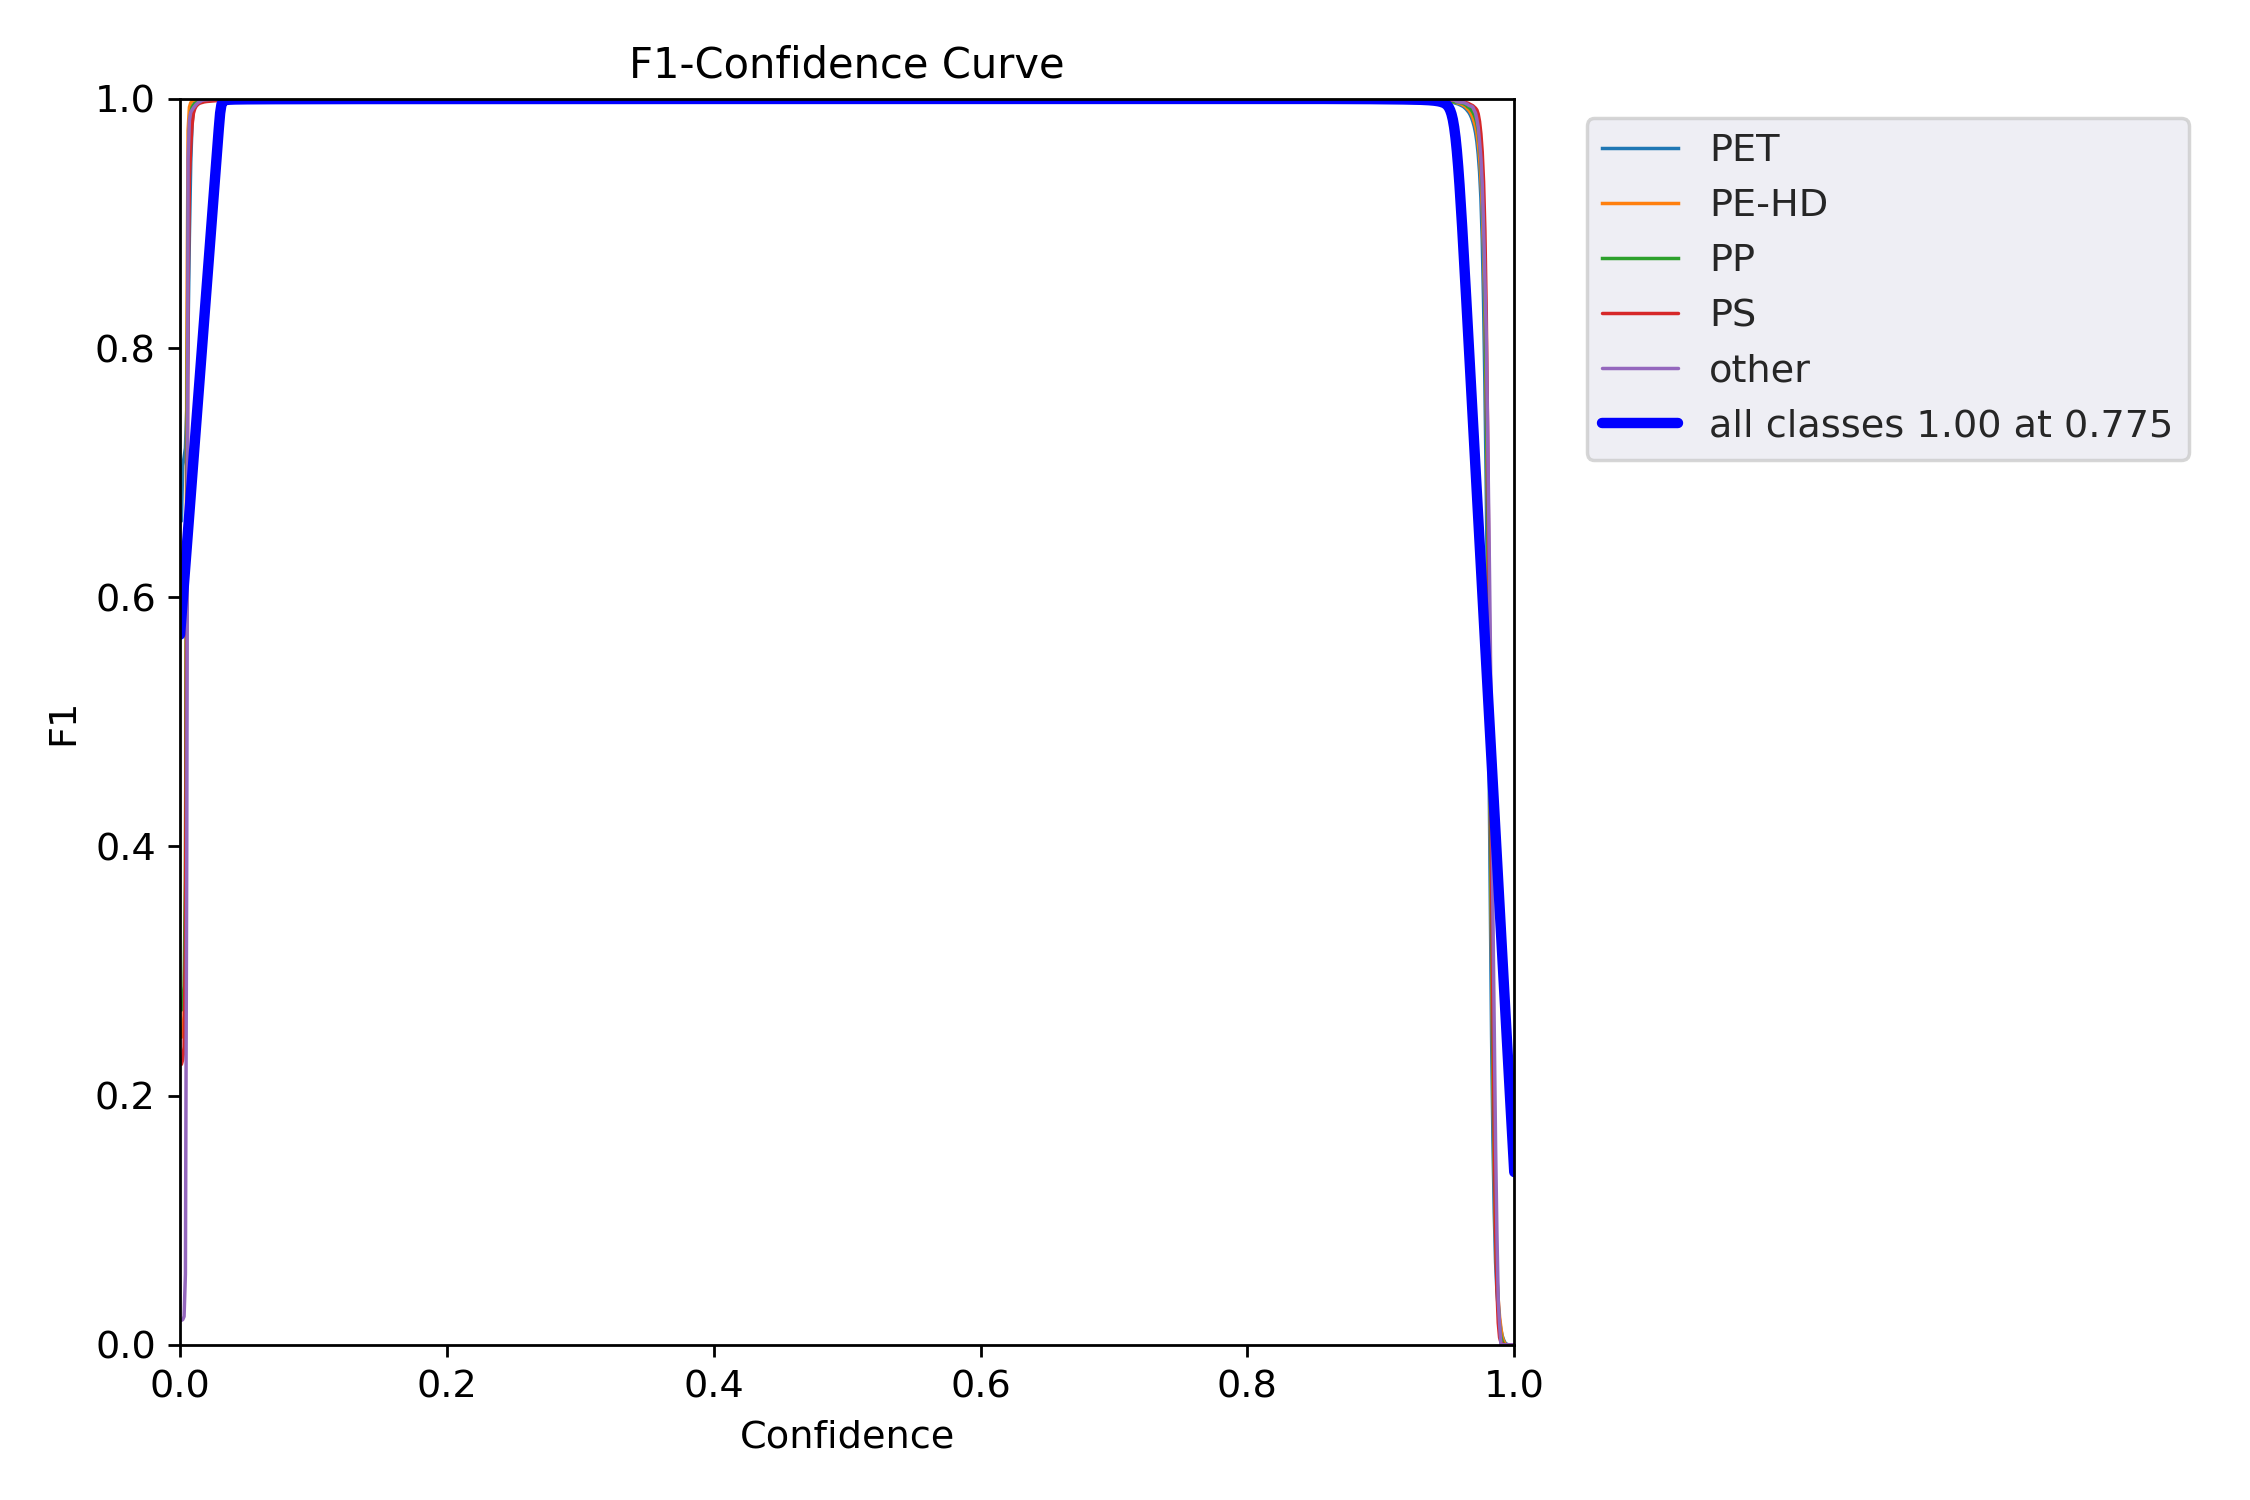 F1-Confidence Curve
1.0
0.8
0.6
0.4
0.2
0.0
F1
0.0 0.2 0.4 0.6 0.8 1.0
Confidence
PET
PE-HD
PP
PS
other
all classes 1.00 at 0.775